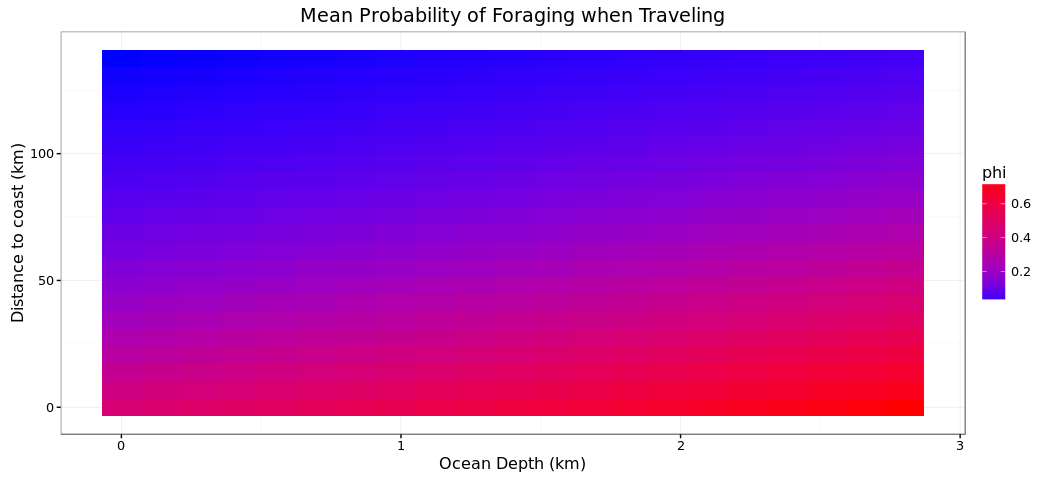 Mean Probability of Foraging when Traveling
Distance to coast (km)
100
50
0
0
1
2
3
Ocean Depth (km)
phi
0.6
0.4
0.2